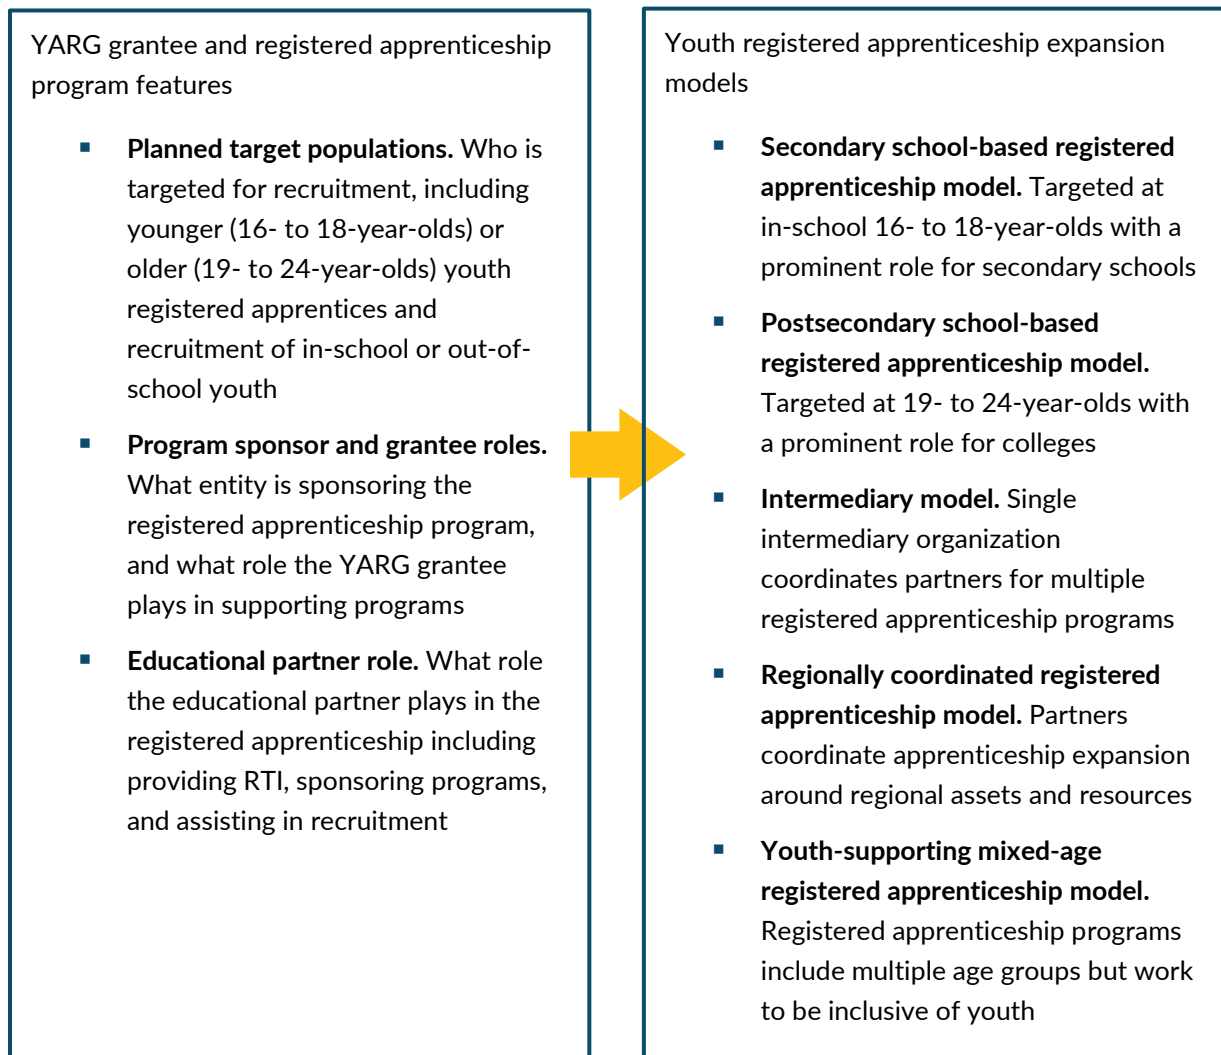 YARG grantee and registered apprenticeship
program features
▪ Planned target populations. Who is
targeted for recruitment, including
younger (16- to 18-year-olds) or
older (19- to 24-year-olds) youth
registered apprentices and
recruitment of in-school or out-of-
school youth
▪ Program sponsor and grantee roles.
What entity is sponsoring the
registered apprenticeship program,
and what role the YARG grantee
plays in supporting programs
▪ Educational partner role. What role
the educational partner plays in the
registered apprenticeship including
providing RTI, sponsoring programs,
and assisting in recruitment
Youth registered apprenticeship expansion
models
▪ Secondary school-based registered
apprenticeship model. Targeted at
in-school 16- to 18-year-olds with a
prominent role for secondary schools
▪ Postsecondary school-based
registered apprenticeship model.
Targeted at 19- to 24-year-olds with
a prominent role for colleges
▪ Intermediary model. Single
intermediary organization
coordinates partners for multiple
registered apprenticeship programs
▪ Regionally coordinated registered
apprenticeship model. Partners
coordinate apprenticeship expansion
around regional assets and resources
▪ Youth-supporting mixed-age
registered apprenticeship model.
Registered apprenticeship programs
include multiple age groups but work
to be inclusive of youth